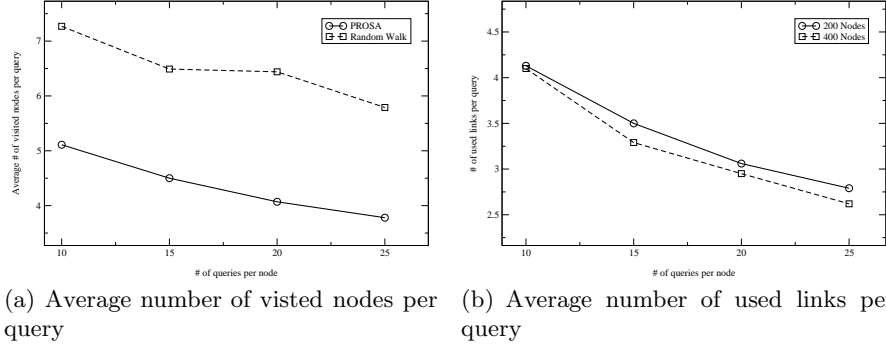 PROSA
Random Walk
7
6
5
4
Average # of visited nodes per query
10 15 20 25
# of queries per node
200 Nodes
400 Nodes
4.5
4
3.5
3
2.5
# of used links per query
10 15 20 25
# of queries per node
(a) Average number of visted nodes per
query
(b) Average number of used links pe
query